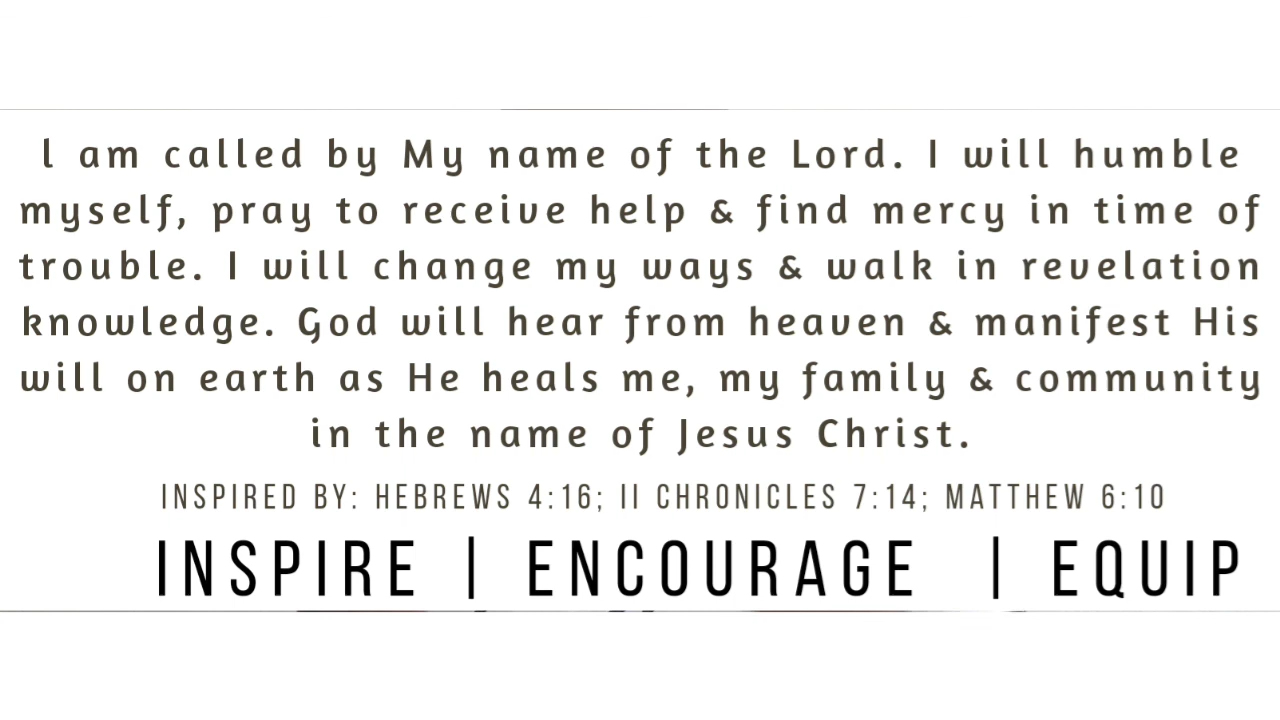 I am called by My name of the Lord. I will humble
myself, pray to receive help & find mercy in time of
trouble. I will change my ways & walk in revelation
knowledge. God will hear from heaven & manifest His
will on earth as He heals me, my family & community
in the name of Jesus Christ.
INSPIRED BY: HEBREWS 4:16; II CHRONICLES 7:14; MATTHEW 6:10
INSPIRE | ENCOURAGE | EQUIP